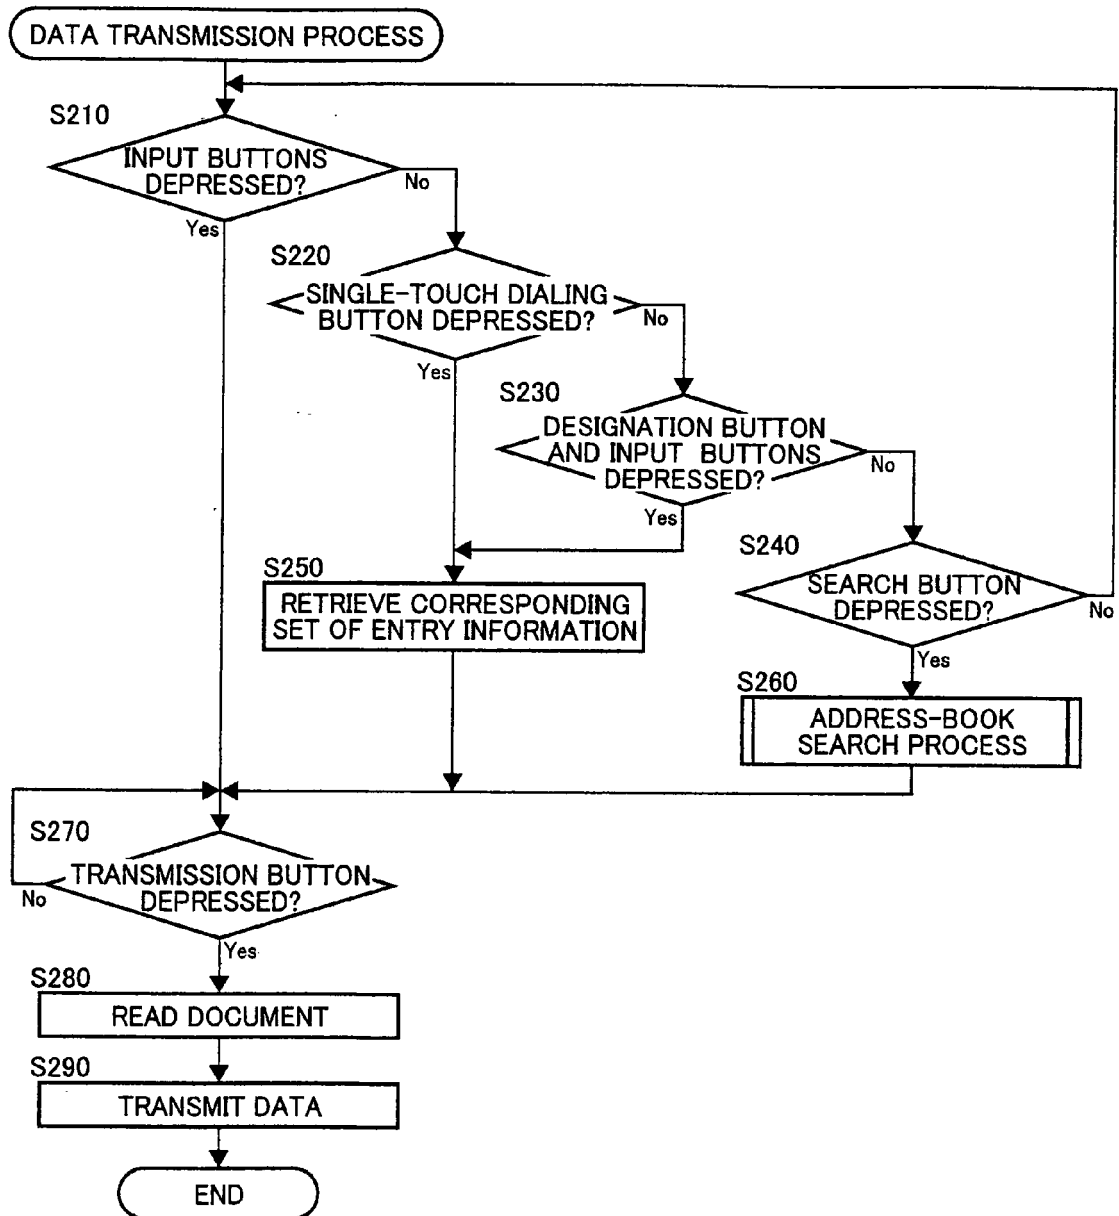 DATA TRANSMISSION PROCESS
S210
INPUT BUTTONS
DEPRESSED?
No
Yes
S220
SINGLE-TOUCH DIALING
BUTTON DEPRESSED?
No
Yes
S230
DESIGNATION BUTTON
AND INPUT BUTTONS
DEPRESSED?
No
Yes
S240
SEARCH BUTTON
DEPRESSED?
No
Yes
S250
RETRIEVE CORRESPONDING
SET OF ENTRY INFORMATION
S260
ADDRESS-BOOK
SEARCH PROCESS
S270
TRANSMISSION BUTTON
DEPRESSED?
No
Yes
S280
READ DOCUMENT
S290
TRANSMIT DATA
END